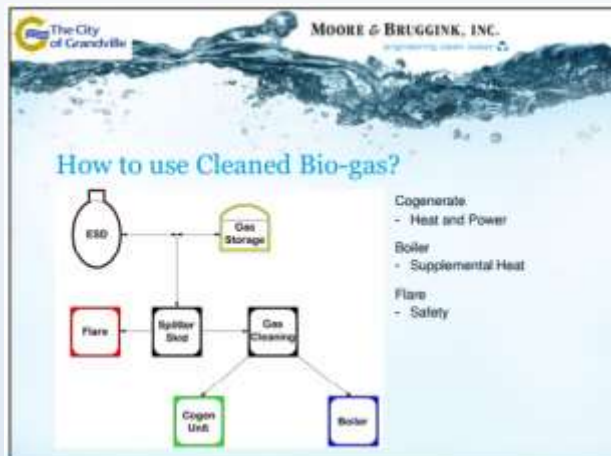 The City
of Grandville
MOORE & BRUGGINK, INC.
engineering clean water
How to use Cleaned Bio-gas?
ESD
Gas
Storage
Cogenerate
- Heat and Power
Boiler
- Supplemental Heat
Flare
- Safety
Flare
Splitter
Skid
Gas
Cleaning
Cogen
Unit
Boiler